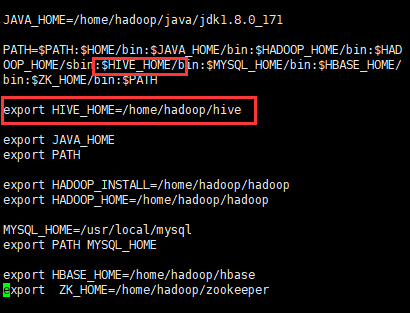 JAVA_HOME=/home/hadoop/java/jdk1.8.0_171
PATH=$PATH:$HOME/bin:$JAVA_HOME/bin:$HADOOP_HOME/bin:$HAD
OOP_HOME/sbin:$HIVE_HOME/bin:$MYSQL_HOME/bin:$HBASE_HOME/
bin:$ZK_HOME/bin:$PATH
export HIVE_HOME=/home/hadoop/hive
export JAVA_HOME
export PATH
export HADOOP_INSTALL=/home/hadoop/hadoop
export HADOOP_HOME=/home/hadoop/hadoop
MYSQL_HOME=/usr/local/mysql
export PATH MYSQL_HOME
export HBASE_HOME=/home/hadoop/hbase
export  ZK_HOME=/home/hadoop/zookeeper